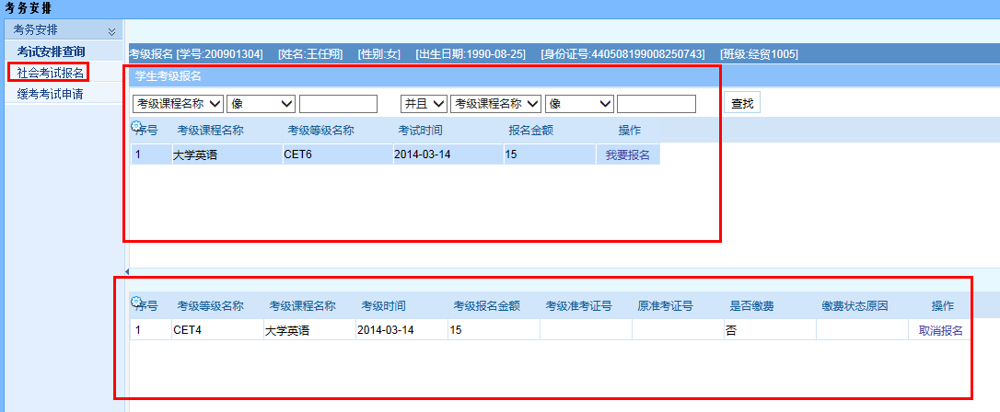 考务安排
考务安排
考试安排查询
社会考试报名
缓考考试申请
考级报名 [学号:200901304] [姓名:王任翔] [性别:女] [出生日期:1990-08-25] [身份证号:440508199008250743] [班级:经贸1005]
学生考级报名
考级课程名称 像 并且 考级课程名称 像 查找
序号 考级课程名称 考级等级名称 考试时间 报名金额 操作
1 大学英语 CET6 2014-03-14 15 我要报名
序号 考级等级名称 考级课程名称 考级时间 考级报名金额 考级准考证号 原准考证号 是否缴费 缴费状态原因 操作
1 CET4 大学英语 2014-03-14 15 否 取消报名